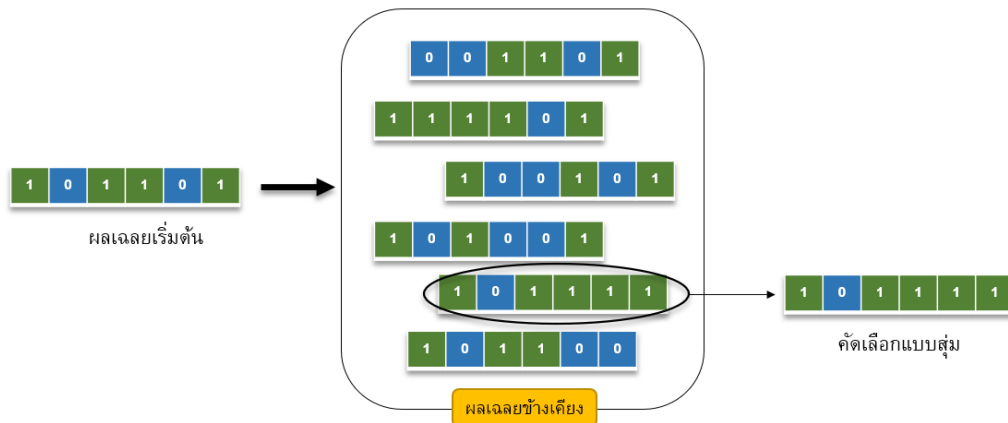 0 0 1 1 0 1
1 1 1 1 0 1
1 0 1 1 0 1
1 0 0 1 0 1
ผลเฉลยเริ่มต้น
1 0 1 0 0 1
1 0 1 1 1 1
1 0 1 1 1 1
1 0 1 1 0 0
คัดเลือกแบบสุ่ม
ผลเฉลยข้างเคียง